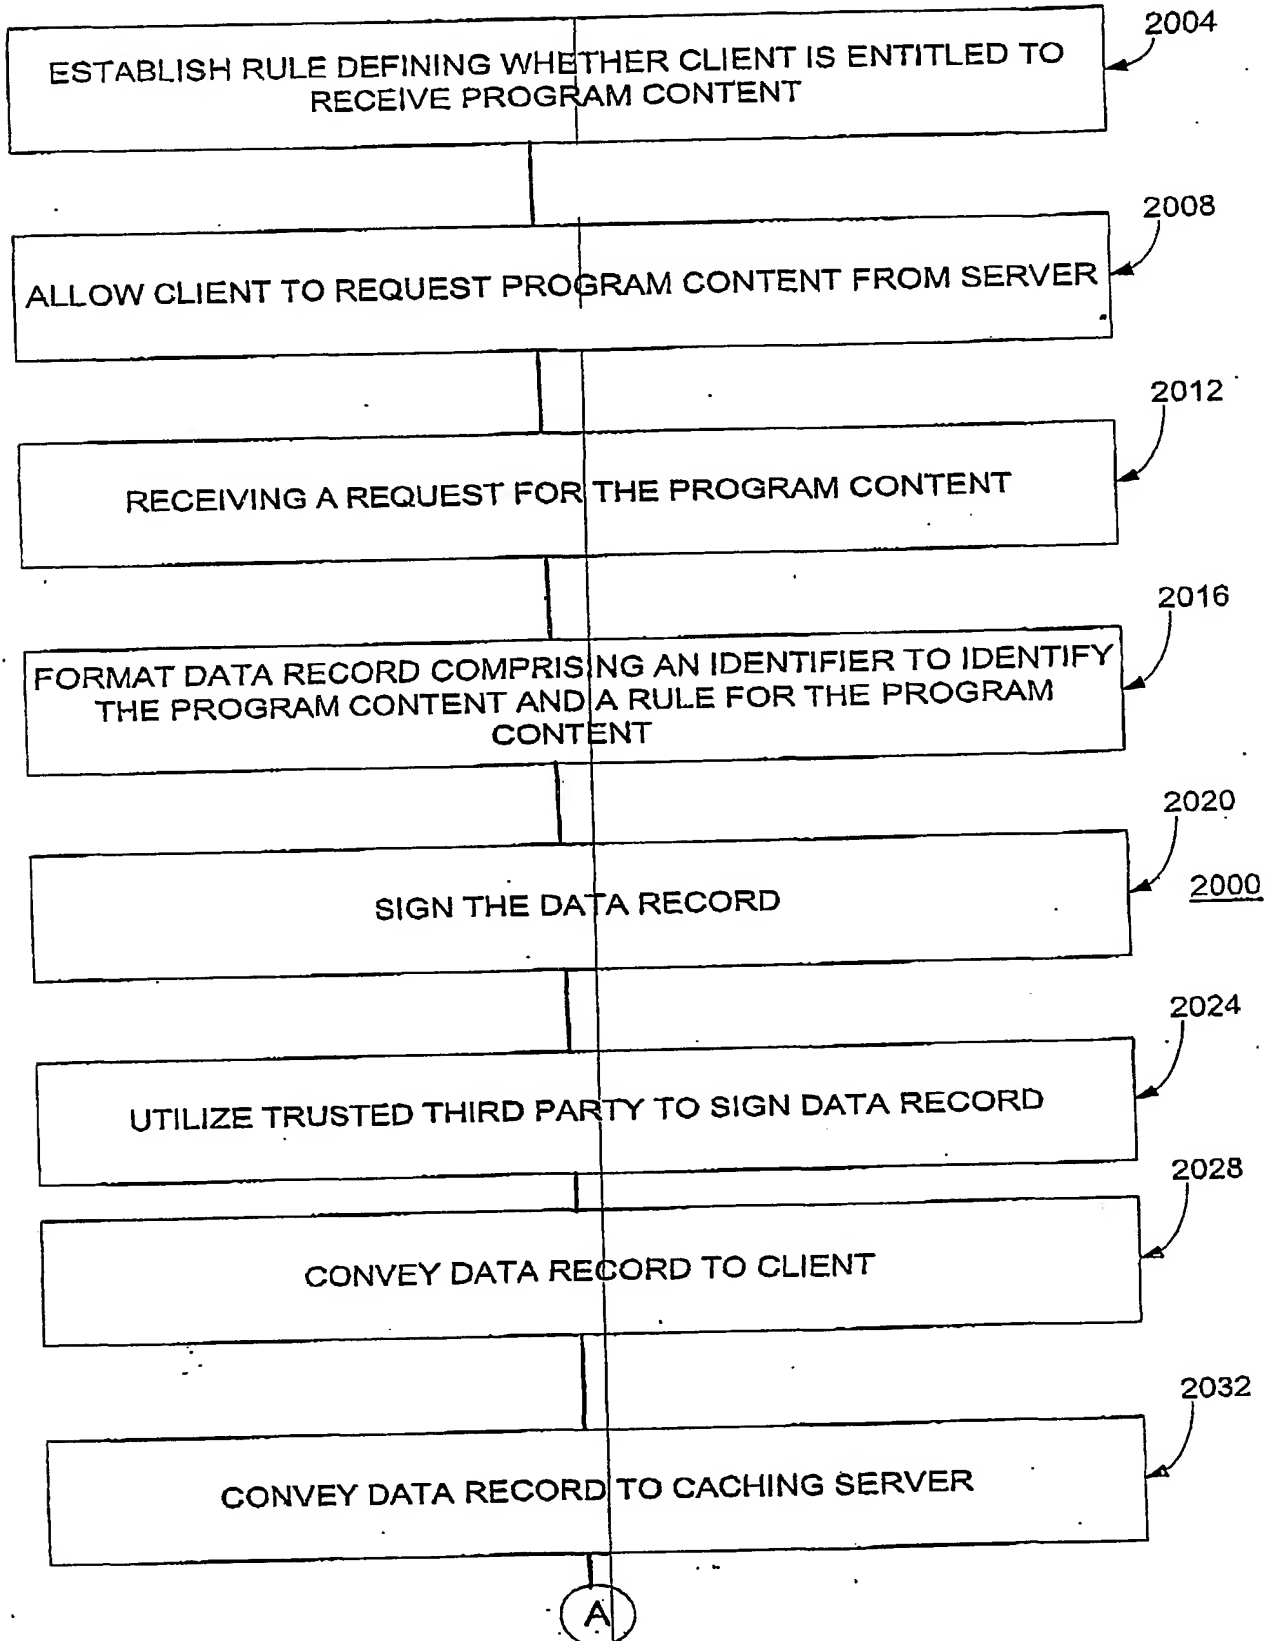 2004
ESTABLISH RULE DEFINING WHETHER CLIENT IS ENTITLED TO
RECEIVE PROGRAM CONTENT
2008
ALLOW CLIENT TO REQUEST PROGRAM CONTENT FROM SERVER
2012
RECEIVING A REQUEST FOR THE PROGRAM CONTENT
2016
FORMAT DATA RECORD COMPRISING AN IDENTIFIER TO IDENTIFY
THE PROGRAM CONTENT AND A RULE FOR THE PROGRAM
CONTENT
2020
SIGN THE DATA RECORD
2000
2024
UTILIZE TRUSTED THIRD PARTY TO SIGN DATA RECORD
2028
CONVEY DATA RECORD TO CLIENT
2032
CONVEY DATA RECORD TO CACHING SERVER
A